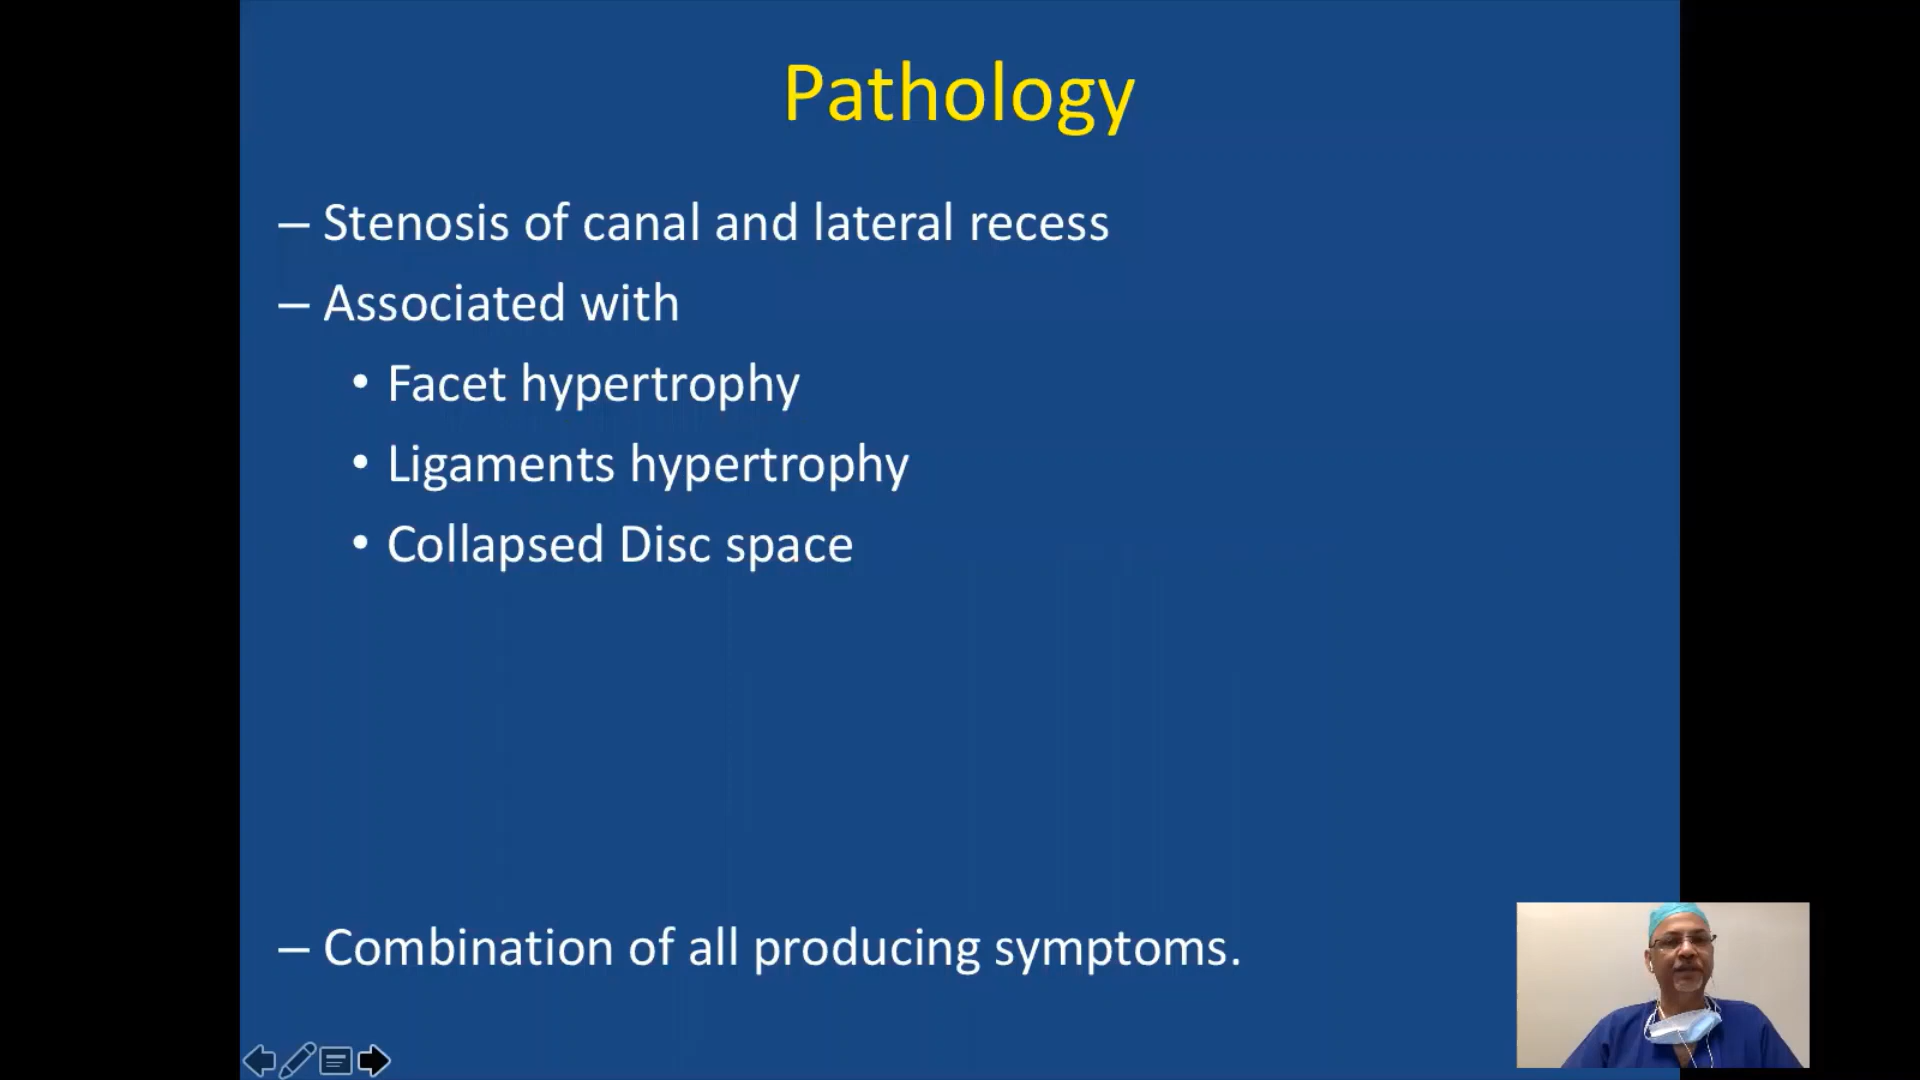 Pathology
– Stenosis of canal and lateral recess
– Associated with
• Facet hypertrophy
• Ligaments hypertrophy
• Collapsed Disc space
– Combination of all producing symptoms.